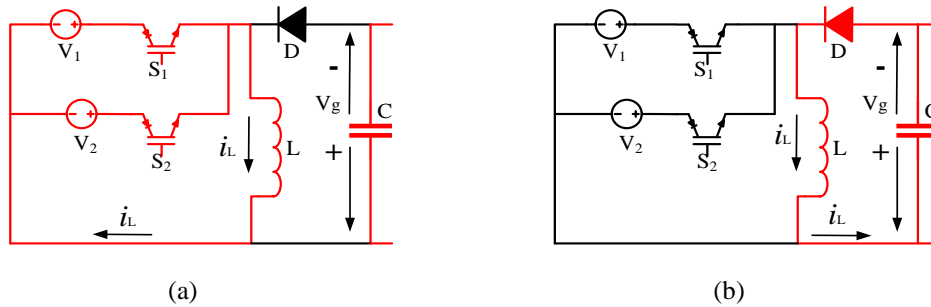 - +
V1
S1
D
-
Vg
C
- +
V2
S2
iL
L
+
iL
(a)
- +
V1
S1
D
-
Vg
C
- +
V2
S2
iL
L
+
iL
(b)